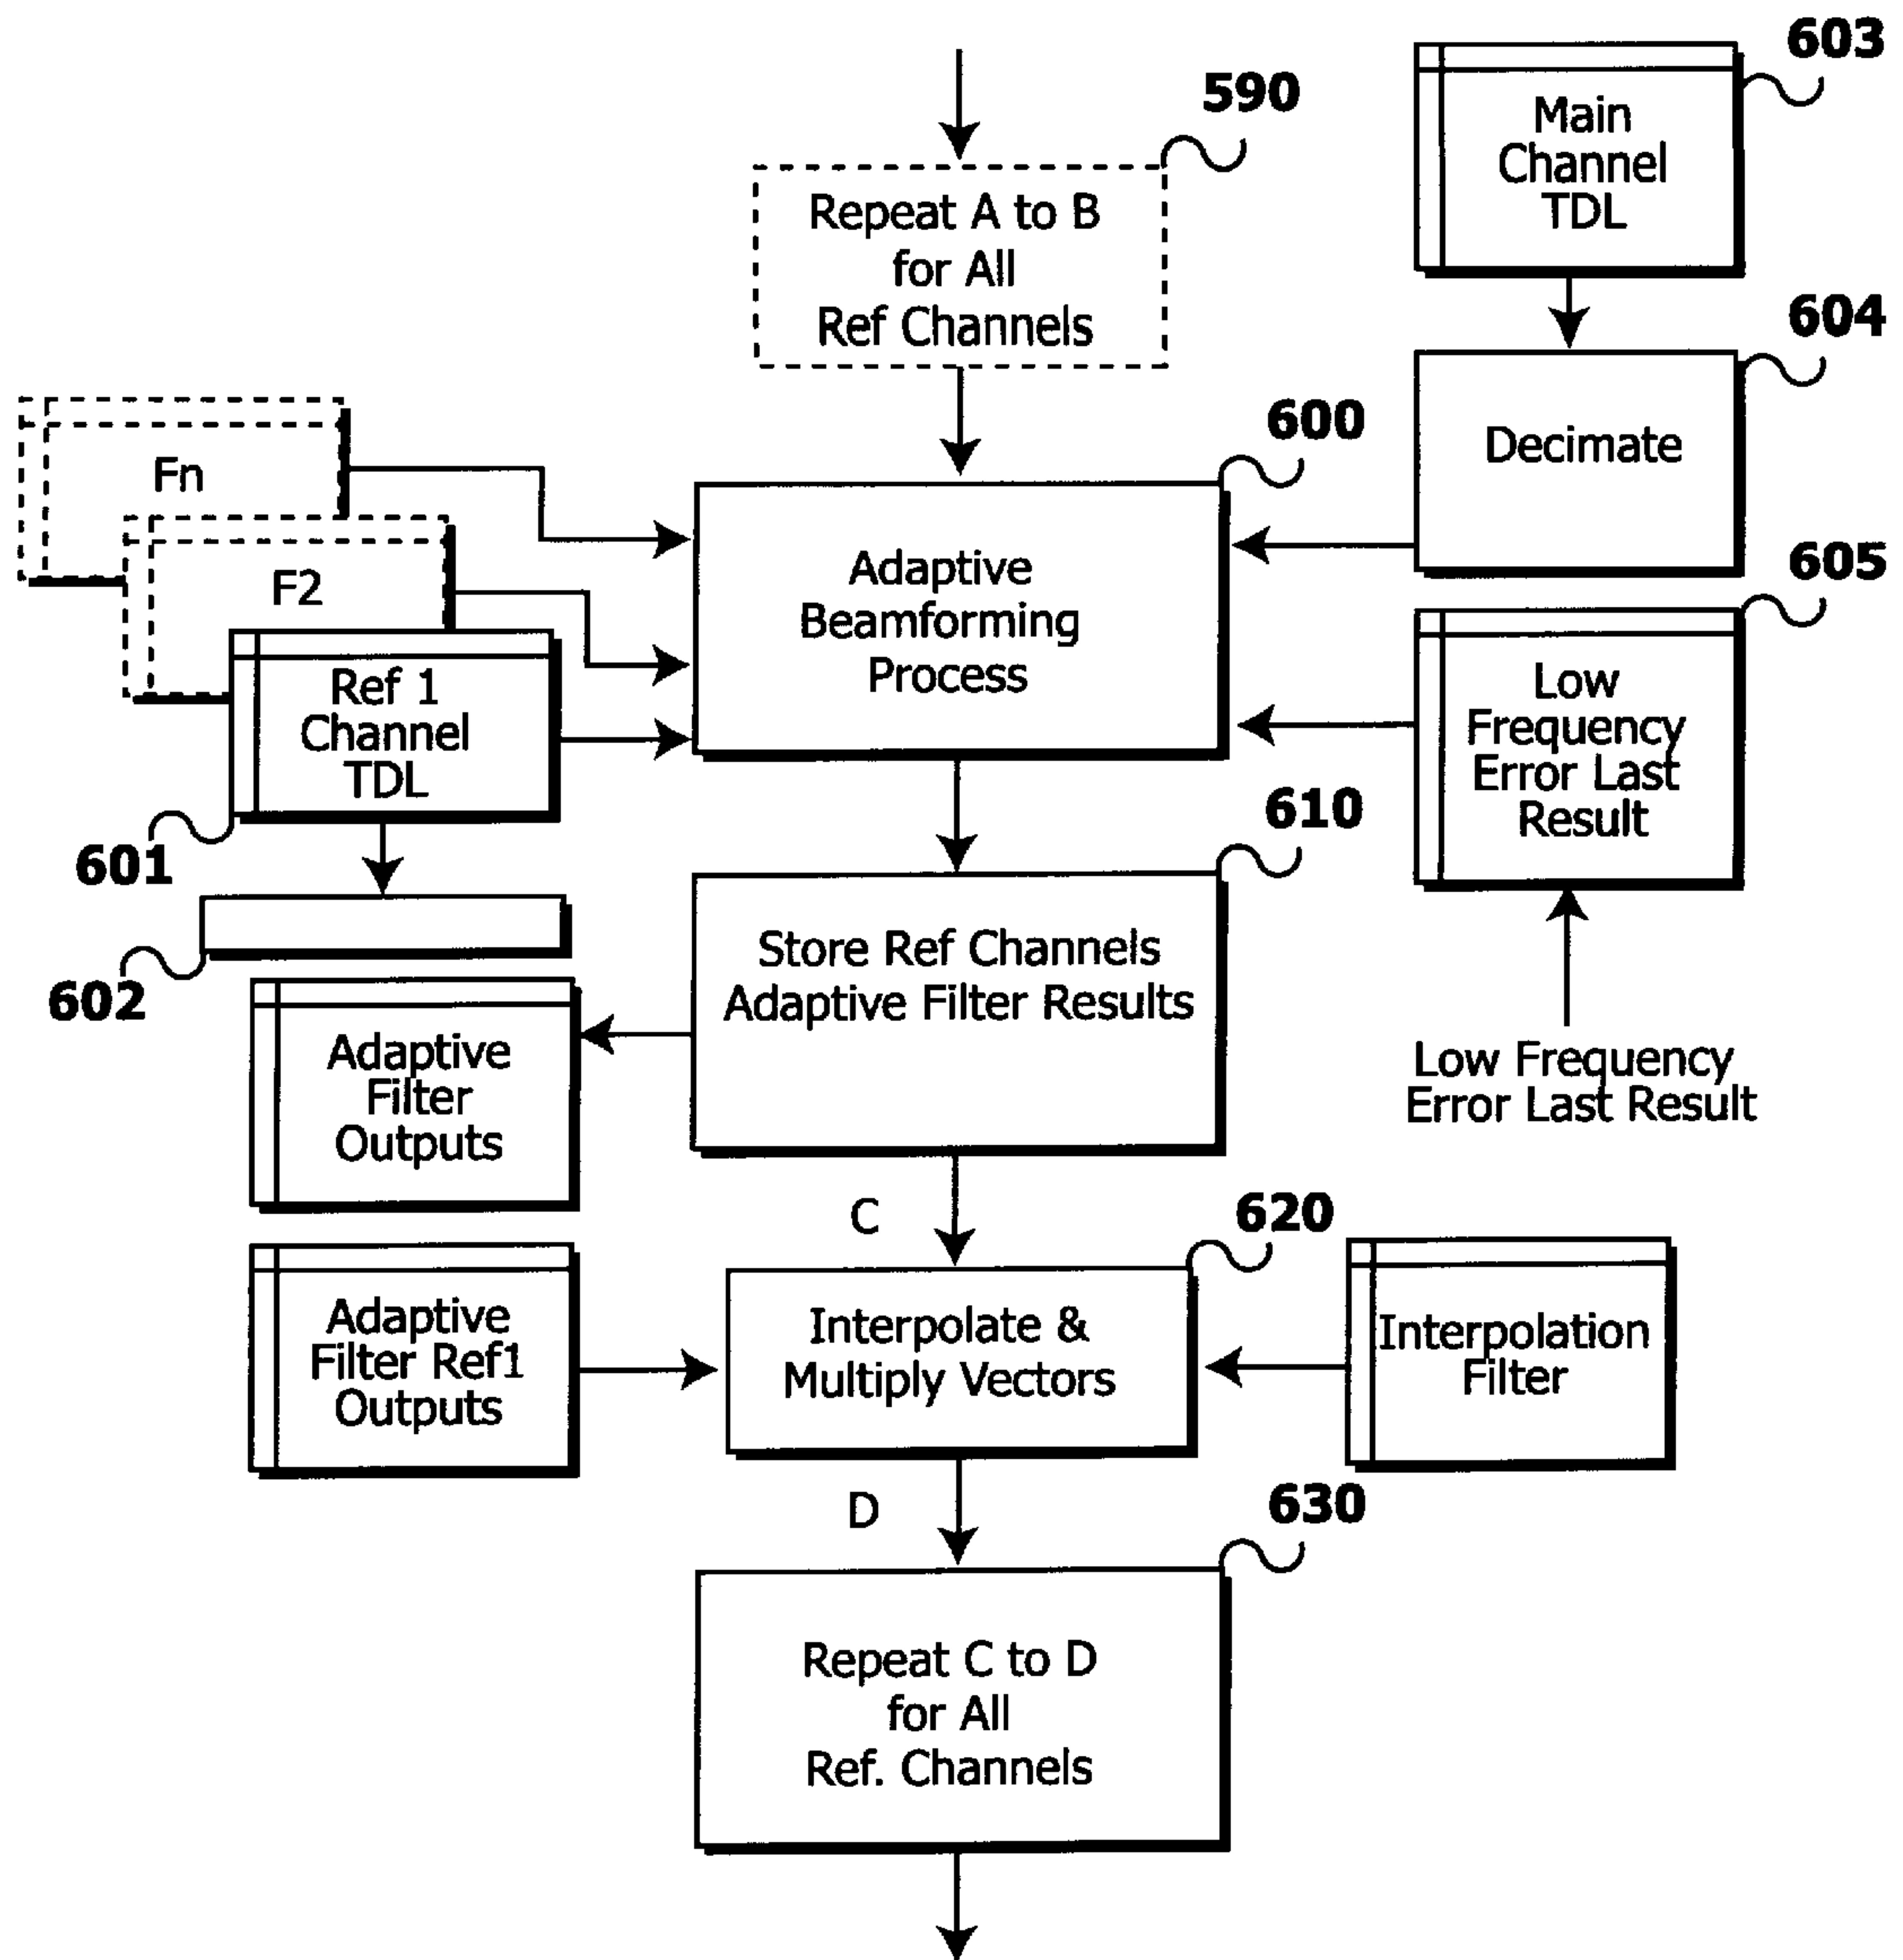 603
590
Main
Channel
TDL
Repeat A to B
for All
Ref Channels
604
600
Decimate
Fn
605
F2
Adaptive
Beamforming
Process
Ref 1
Channel
TDL
Low
Frequency
Error Last
Result
610
601
602
Store Ref Channels
Adaptive Filter Results
Adaptive
Filter
Outputs
Low Frequency
Error Last Result
C
620
Adaptive
Filter Ref1
Outputs
Interpolate &
Multiply Vectors
Interpolation
Filter
D
630
Repeat C to D
for All
Ref. Channels